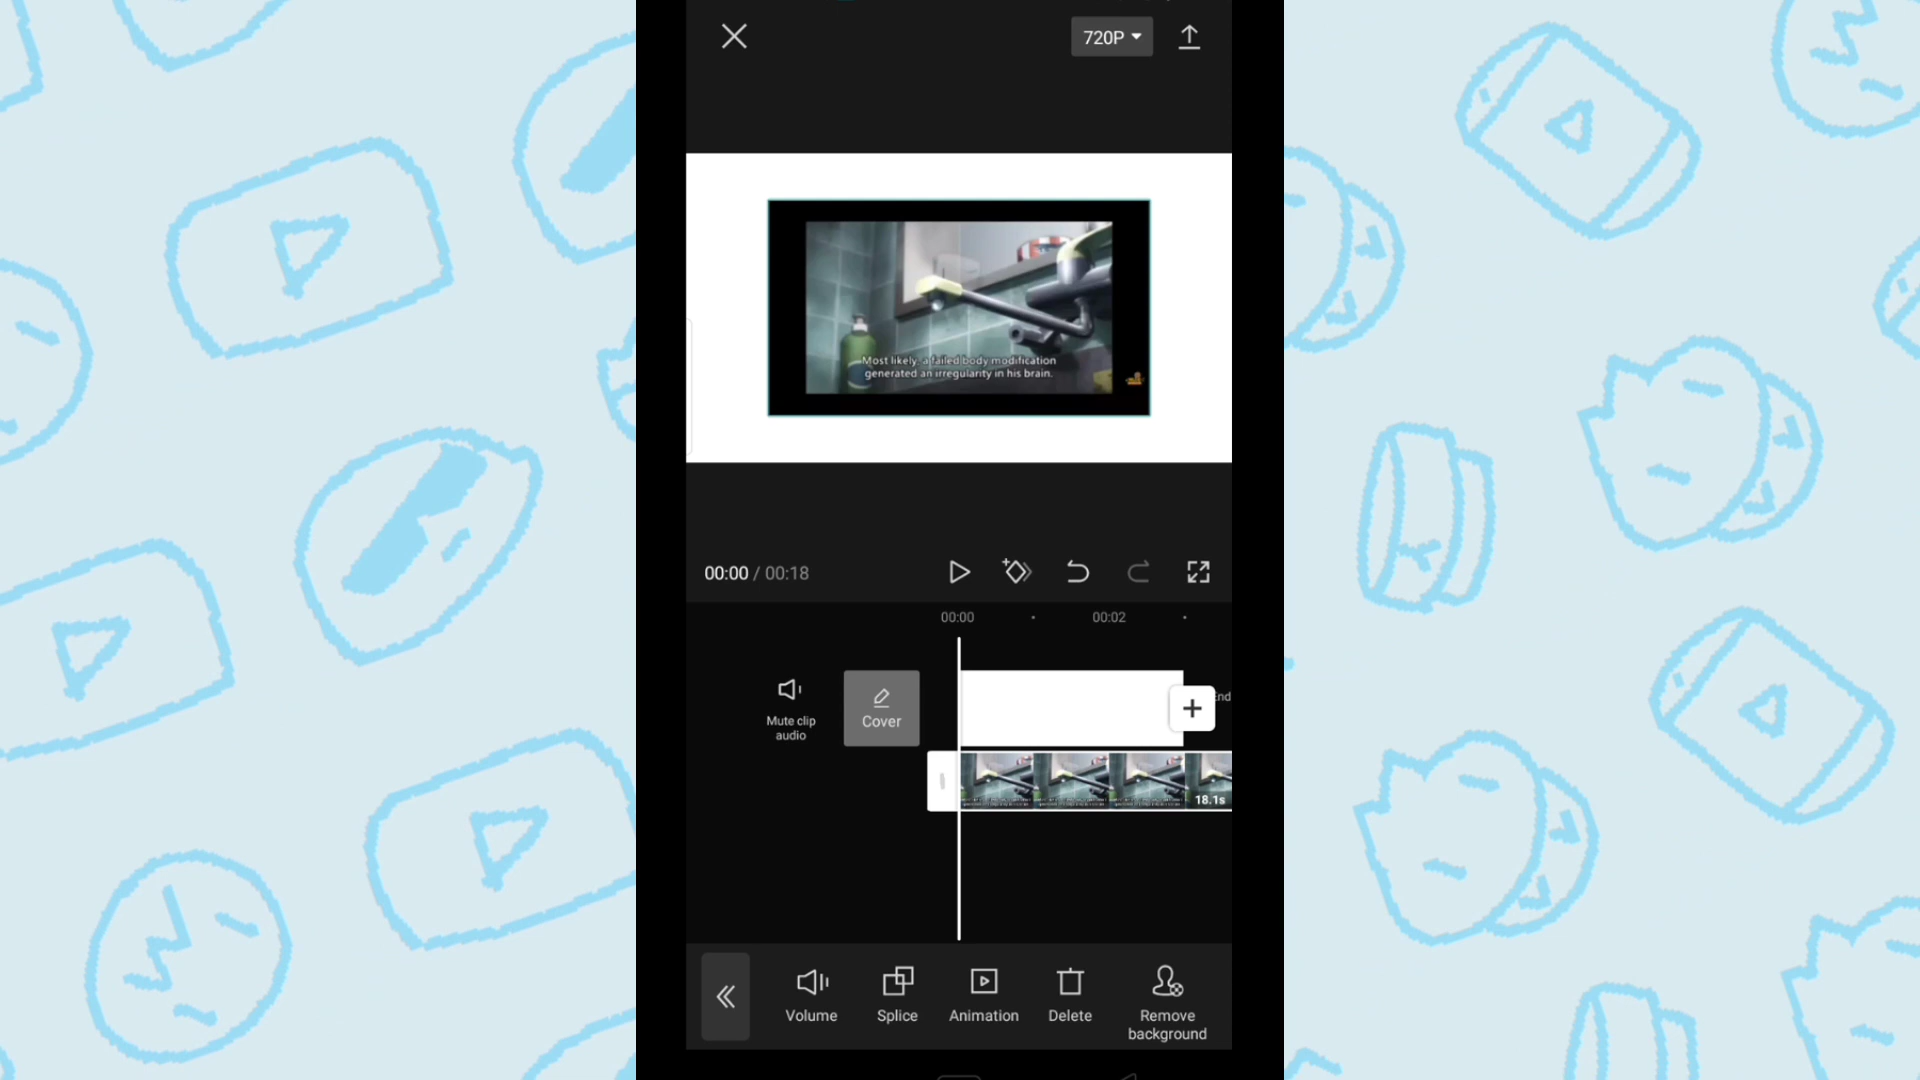 720P
Most likely, a failed body modification
generated an irregularity in his brain.
00:00 / 00:18
00:00
00:02
Mute clip
audio
Cover
End
18.1s
Volume
Splice
Animation
Delete
Remove
background